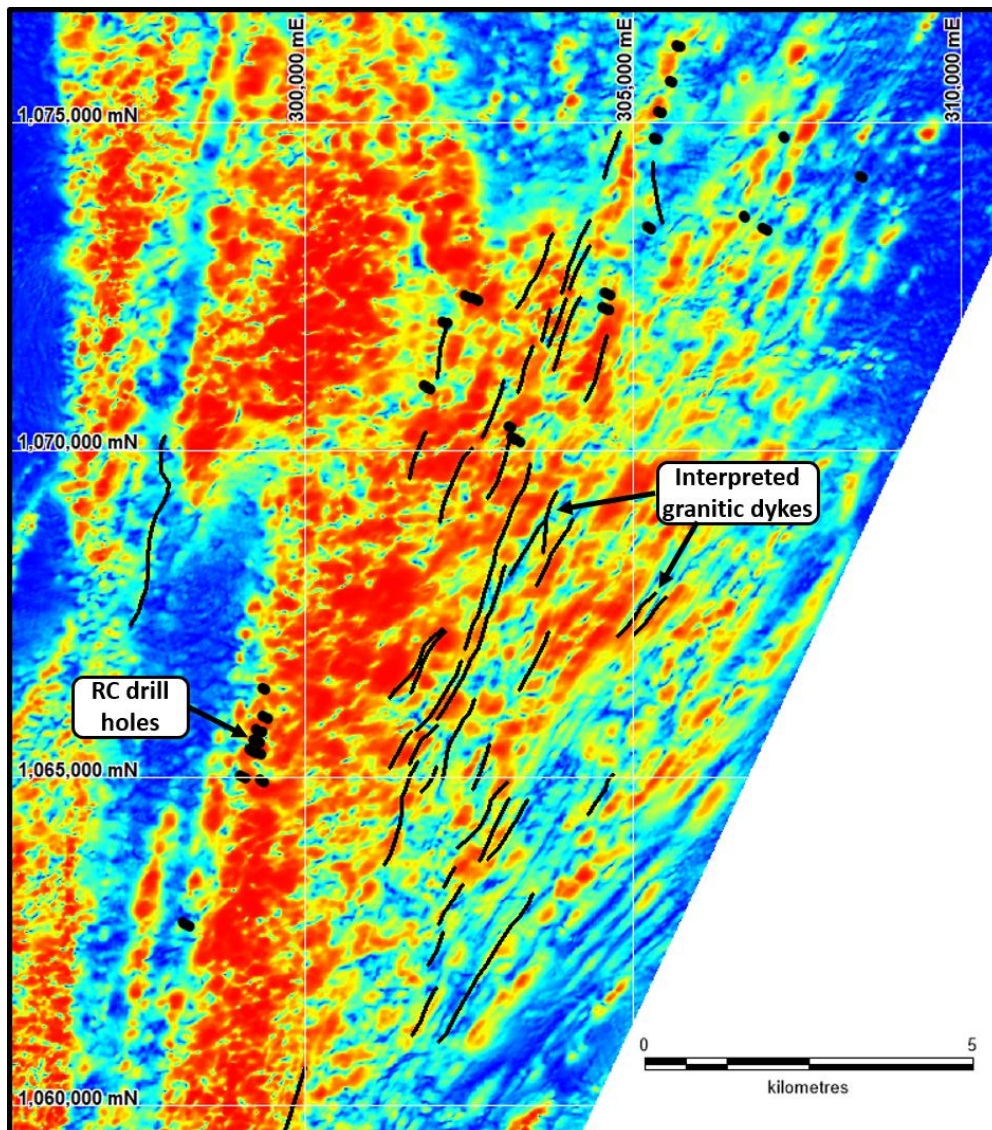 300,000 mE
305,000 mE
310,000 mE
1,075,000 mN
1,070,000 mN
Interpreted
granitic dykes
RC drill
holes
1,065,000 mN
0 5
kilometres
1,060,000 mN